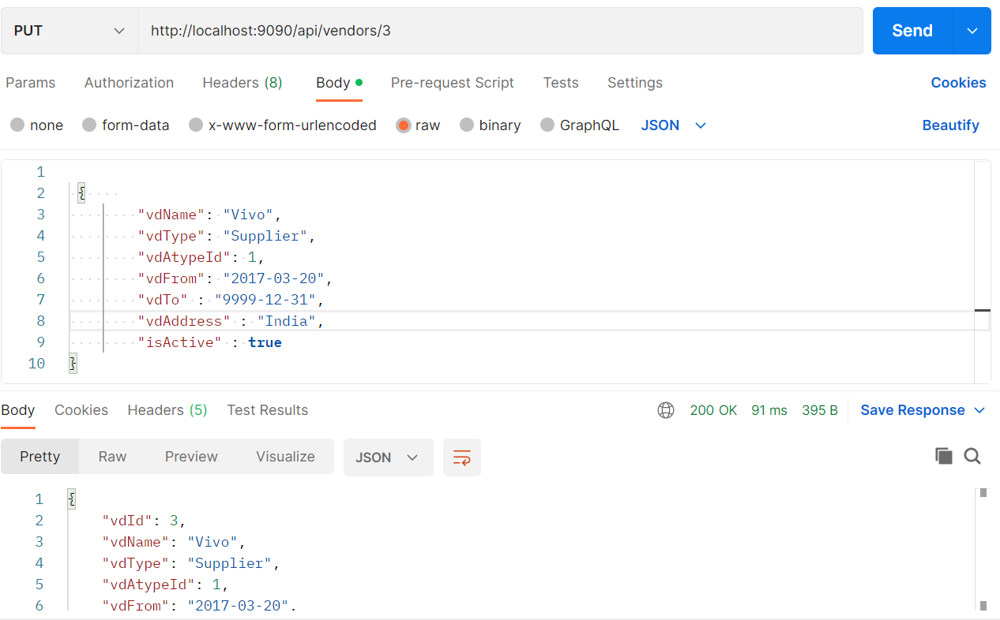 PUT http://localhost:9090/api/vendors/3 Send
Params Authorization Headers (8) Body Pre-request Script Tests Settings Cookies
none form-data x-www-form-urlencoded raw binary GraphQL JSON Beautify
1
2 {
3 "vdName": "Vivo",
4 "vdType": "Supplier",
5 "vdAtypeId": 1,
6 "vdFrom": "2017-03-20",
7 "vdTo" : "9999-12-31",
8 "vdAddress" : "India",
9 "isActive" : true
10 }
Body Cookies Headers (5) Test Results 200 OK 91 ms 395 B Save Response
Pretty Raw Preview Visualize JSON
1 {
2 "vdId": 3,
3 "vdName": "Vivo",
4 "vdType": "Supplier",
5 "vdAtypeId": 1,
6 "vdFrom": "2017-03-20",